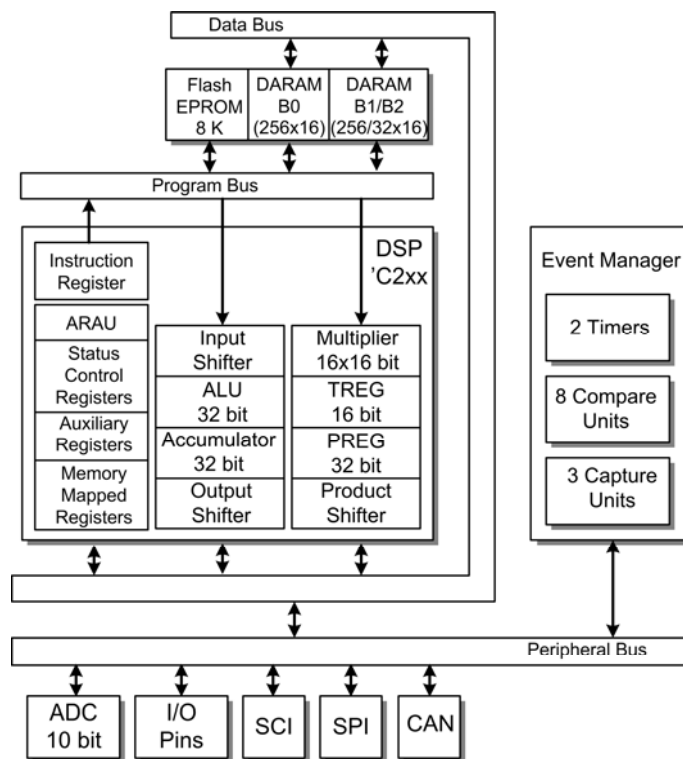 Data Bus
Flash
EPROM
8 K
DARAM
B0
(256x16)
DARAM
B1/B2
(256/32x16)
Program Bus
DSP
'C2xx
Instruction
Register
ARAU
Status
Control
Registers
Auxiliary
Registers
Memory
Mapped
Registers
Input
Shifter
ALU
32 bit
Accumulator
32 bit
Output
Shifter
Multiplier
16x16 bit
TREG
16 bit
PREG
32 bit
Product
Shifter
Event Manager
2 Timers
8 Compare
Units
3 Capture
Units
Peripheral Bus
ADC
10 bit
I/O
Pins
SCI
SPI
CAN